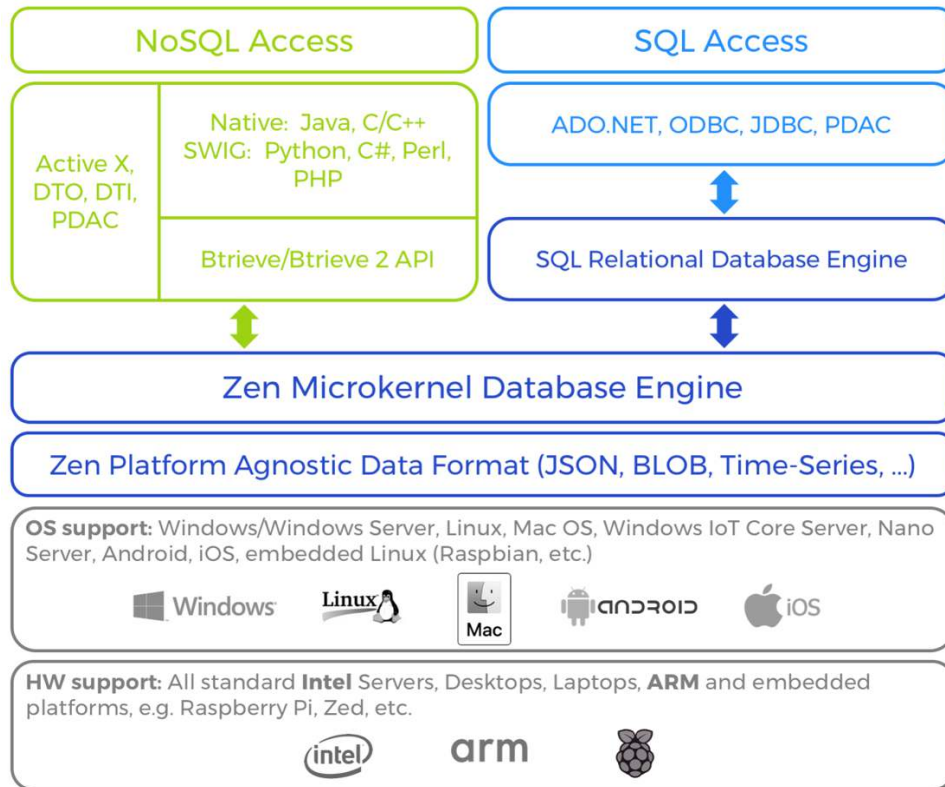 NoSQL Access
SQL Access
Active X,
DTO, DTI,
PDAC
Native: Java, C/C++
SWIG: Python, C#, Perl,
PHP
Btrieve/Btrieve 2 API
ADO.NET, ODBC, JDBC, PDAC
SQL Relational Database Engine
Zen Microkernel Database Engine
Zen Platform Agnostic Data Format (JSON, BLOB, Time-Series, ...)
OS support: Windows/Windows Server, Linux, Mac OS, Windows IoT Core Server, Nano
Server, Android, iOS, embedded Linux (Raspbian, etc.)
Windows
Linux
Mac
android
iOS
HW support: All standard Intel Servers, Desktops, Laptops, ARM and embedded
platforms, e.g. Raspberry Pi, Zed, etc.
intel
arm